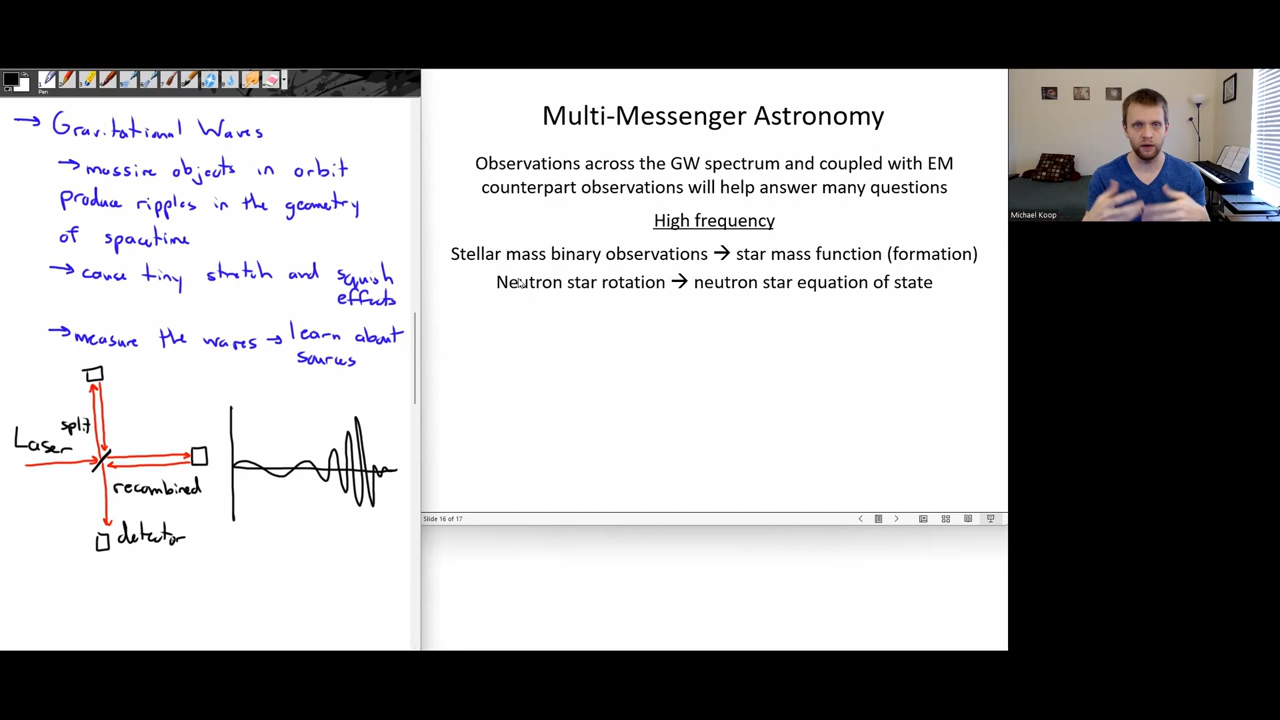 Pen
→ Gravitational Waves
→ massive objects in orbit
produce ripples in the geometry
of spacetime
→ cause tiny stretch and squish
effects
→ measure the waves → learn about
sources
split
Laser
recombined
detector
Multi-Messenger Astronomy
Observations across the GW spectrum and coupled with EM
counterpart observations will help answer many questions
High frequency
Stellar mass binary observations → star mass function (formation)
Neutron star rotation → neutron star equation of state
Slide 16 of 17
Michael Koop